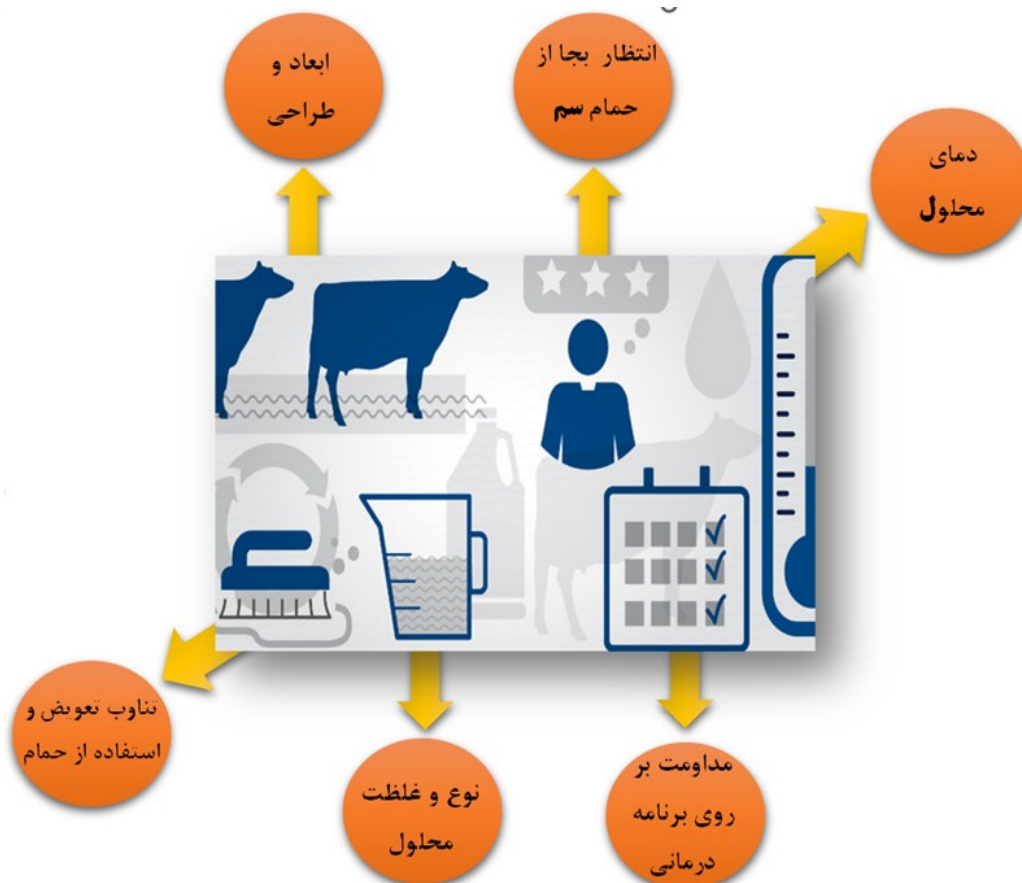 انتظار بجا از
حمام سم
ابعاد و
طراحی
دمای
محلول
تناوب تعویض و
استفاده از حمام
نوع و غلظت
محلول
مداومت بر
روی برنامه
درمانی